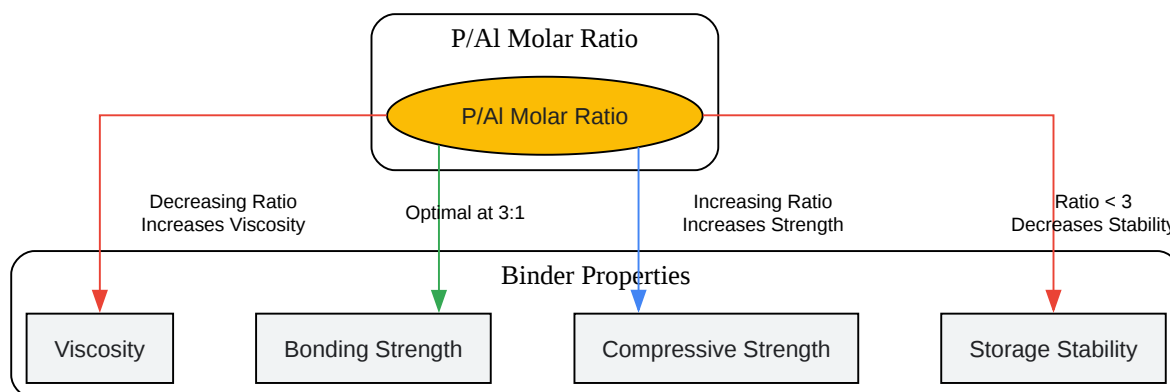 P/Al Molar Ratio
P/Al Molar Ratio
Decreasing Ratio
Increases Viscosity
Optimal at 3:1
Increasing Ratio
Increases Strength
Ratio < 3
Decreases Stability
Binder Properties
Viscosity
Bonding Strength
Compressive Strength
Storage Stability